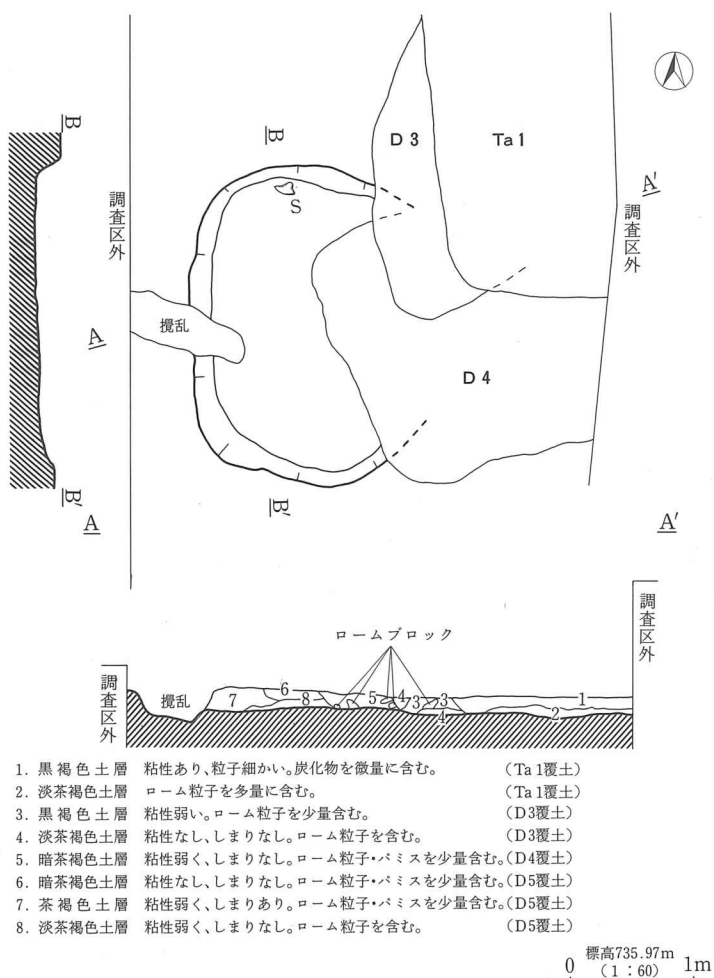 D 3
Ta 1
B
B
A'
調査区外
調査区外
S
攪乱
A
D 4
B'
B'
A
A'
ロームブロック
調査区外
調査区外
攪乱
7
6
8
5
4
3
3
4
1
2
1. 黒褐色土層 粘性あり、粒子細かい。炭化物を微量に含む。 (Ta 1覆土)
2. 淡茶褐色土層 ローム粒子を多量に含む。 (Ta 1覆土)
3. 黒褐色土層 粘性弱い。ローム粒子を少量含む。 (D3覆土)
4. 淡茶褐色土層 粘性なし、しまりなし。ローム粒子を含む。 (D3覆土)
5. 暗茶褐色土層 粘性弱く、しまりなし。ローム粒子・パミスを少量含む。(D4覆土)
6. 暗茶褐色土層 粘性なし、しまりなし。ローム粒子・パミスを少量含む。(D5覆土)
7. 茶褐色土層 粘性弱く、しまりあり。ローム粒子・パミスを少量含む。(D5覆土)
8. 淡茶褐色土層 粘性弱く、しまりなし。ローム粒子を含む。 (D5覆土)
標高735.97m
0 (1:60) 1m